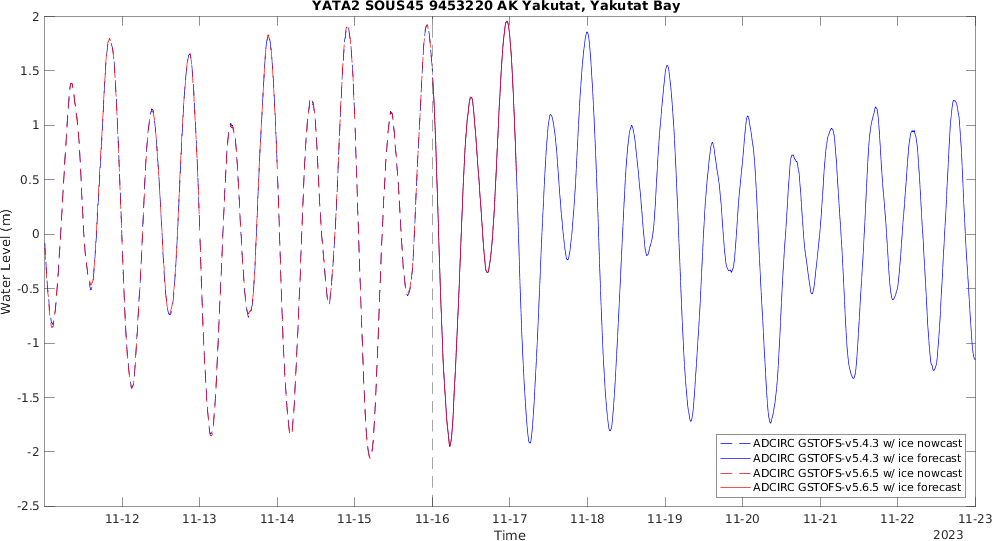 YATA2 SOUS45 9453220 AK Yakutat, Yakutat Bay
2
1.5
1
0.5
0
-0.5
-1
-1.5
-2
-2.5
Water Level (m)
ADCIRC GSTOFS-v5.4.3 w/ ice nowcast
ADCIRC GSTOFS-v5.4.3 w/ ice forecast
ADCIRC GSTOFS-v5.6.5 w/ ice nowcast
ADCIRC GSTOFS-v5.6.5 w/ ice forecast
11-12 11-13 11-14 11-15 11-16 11-17 11-18 11-19 11-20 11-21 11-22 11-23
Time
2023